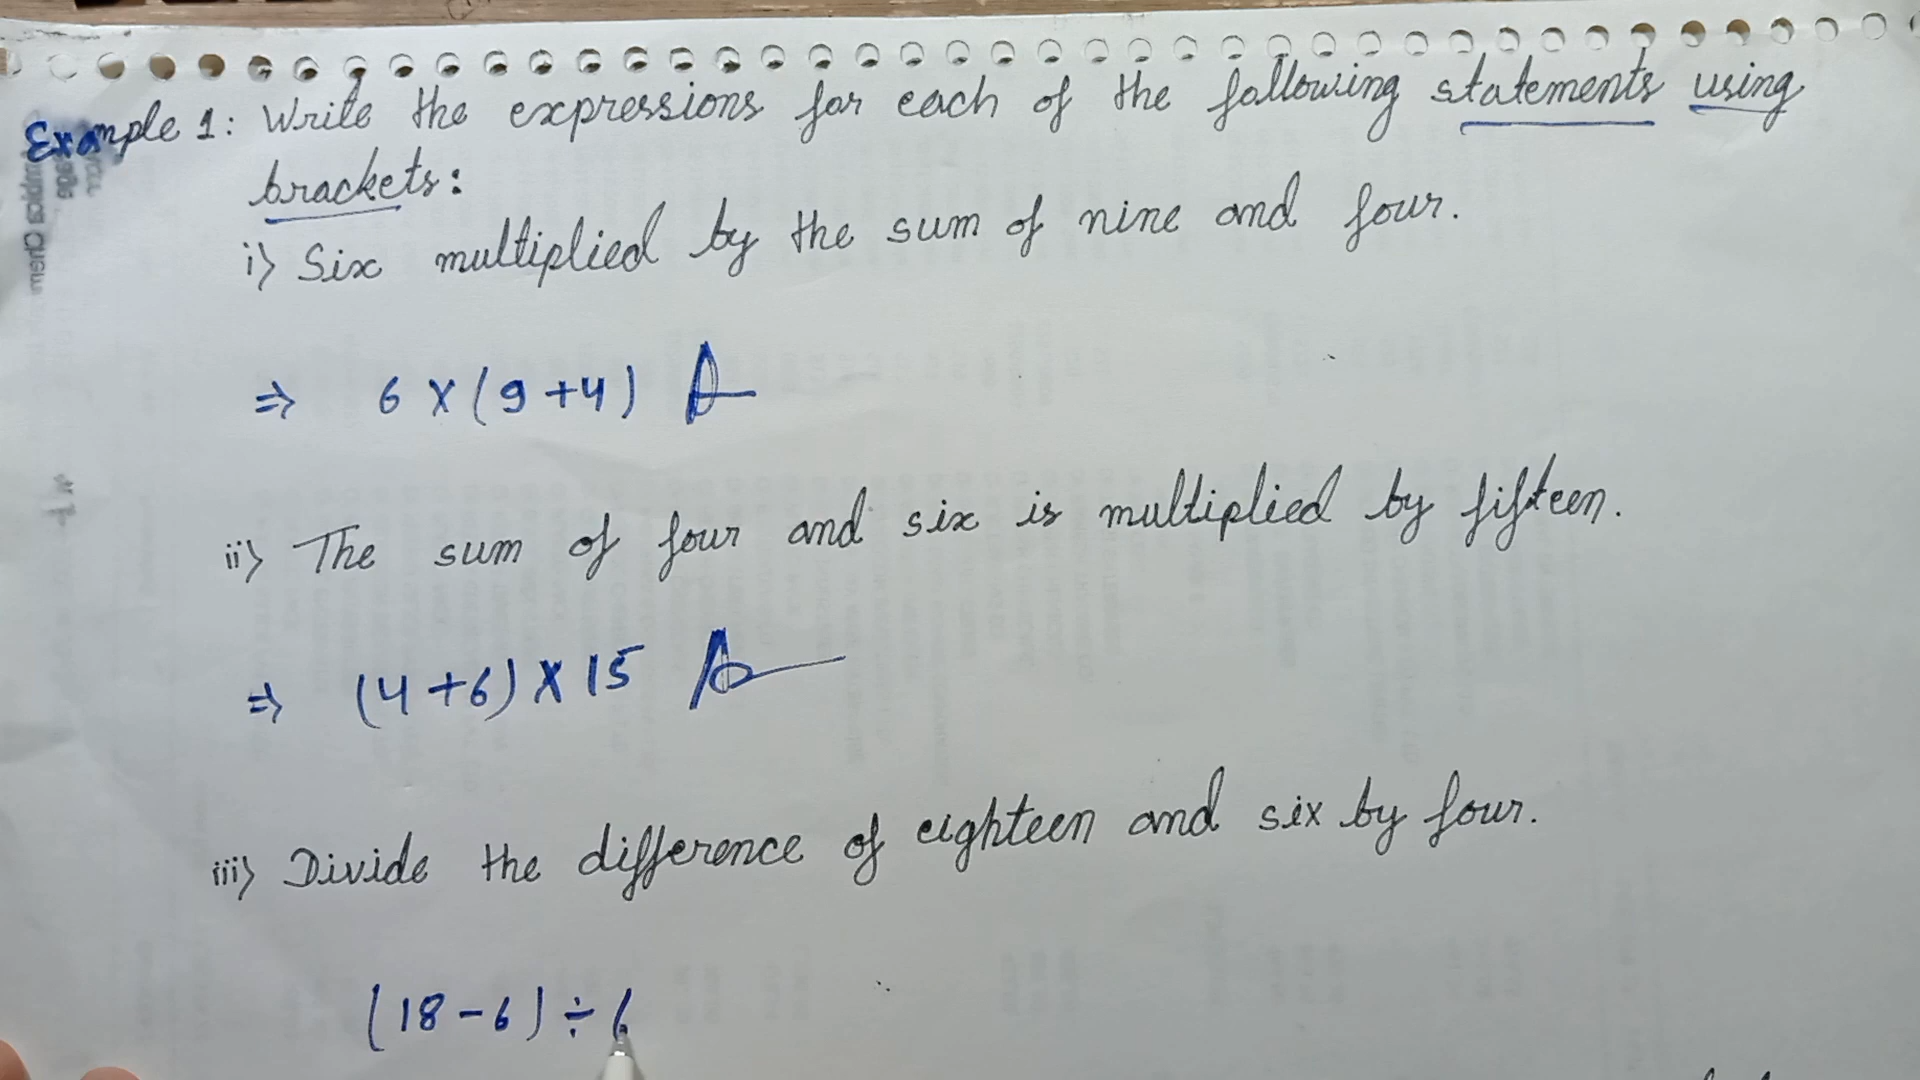 Example 1: Write the expressions for each of the following statements using
brackets:
i) Six multiplied by the sum of nine and four.
⇒ 6 × (9 + 4) A
ii) The sum of four and six is multiplied by fifteen.
⇒ (4 + 6) × 15 A
iii) Divide the difference of eighteen and six by four.
(18 - 6) ÷